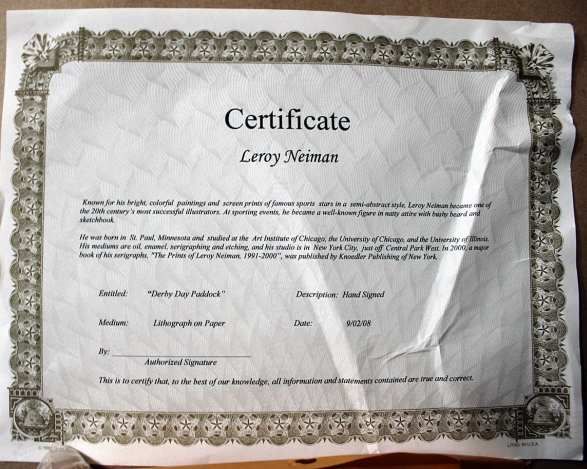 Certificate
Leroy Neiman
Known for his bright, colorful paintings and screen prints of famous sports stars in a semi-abstract style, Leroy Neiman became one of
the 20th century's most successful illustrators. At sporting events, he became a well-known figure in natty attire with bushy beard and
sketchbook.
He was born in St. Paul, Minnesota and studied at the Art Institute of Chicago, the University of Chicago, and the University of Illinois.
His mediums are oil, enamel, serigraphing and etching, and his studio is in New York City, just off Central Park West. In 2000, a major
book of his serigraphs, "The Prints of Leroy Neiman, 1991-2000", was published by Knoedler Publishing of New York.
Entitled: "Derby Day Paddock" Description: Hand Signed
Medium: Lithograph on Paper Date: 9/02/08
By:
Authorized Signature
This is to certify that, to the best of our knowledge, all information and statements contained are true and correct.